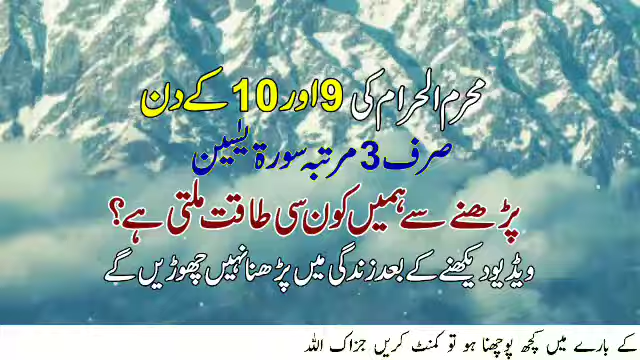 محرم الحرام کی 9 اور 10 کے دن
صرف 3 مرتبہ سورۃ یٰسین
پڑھنے سے ہمیں کون سی طاقت ملتی ہے؟
ویڈیو دیکھنے کے بعد زندگی میں پڑھنا نہیں چھوڑیں گے
کے بارے میں کچھ پوچھنا ہو تو کمنٹ کریں جزاک اللہ